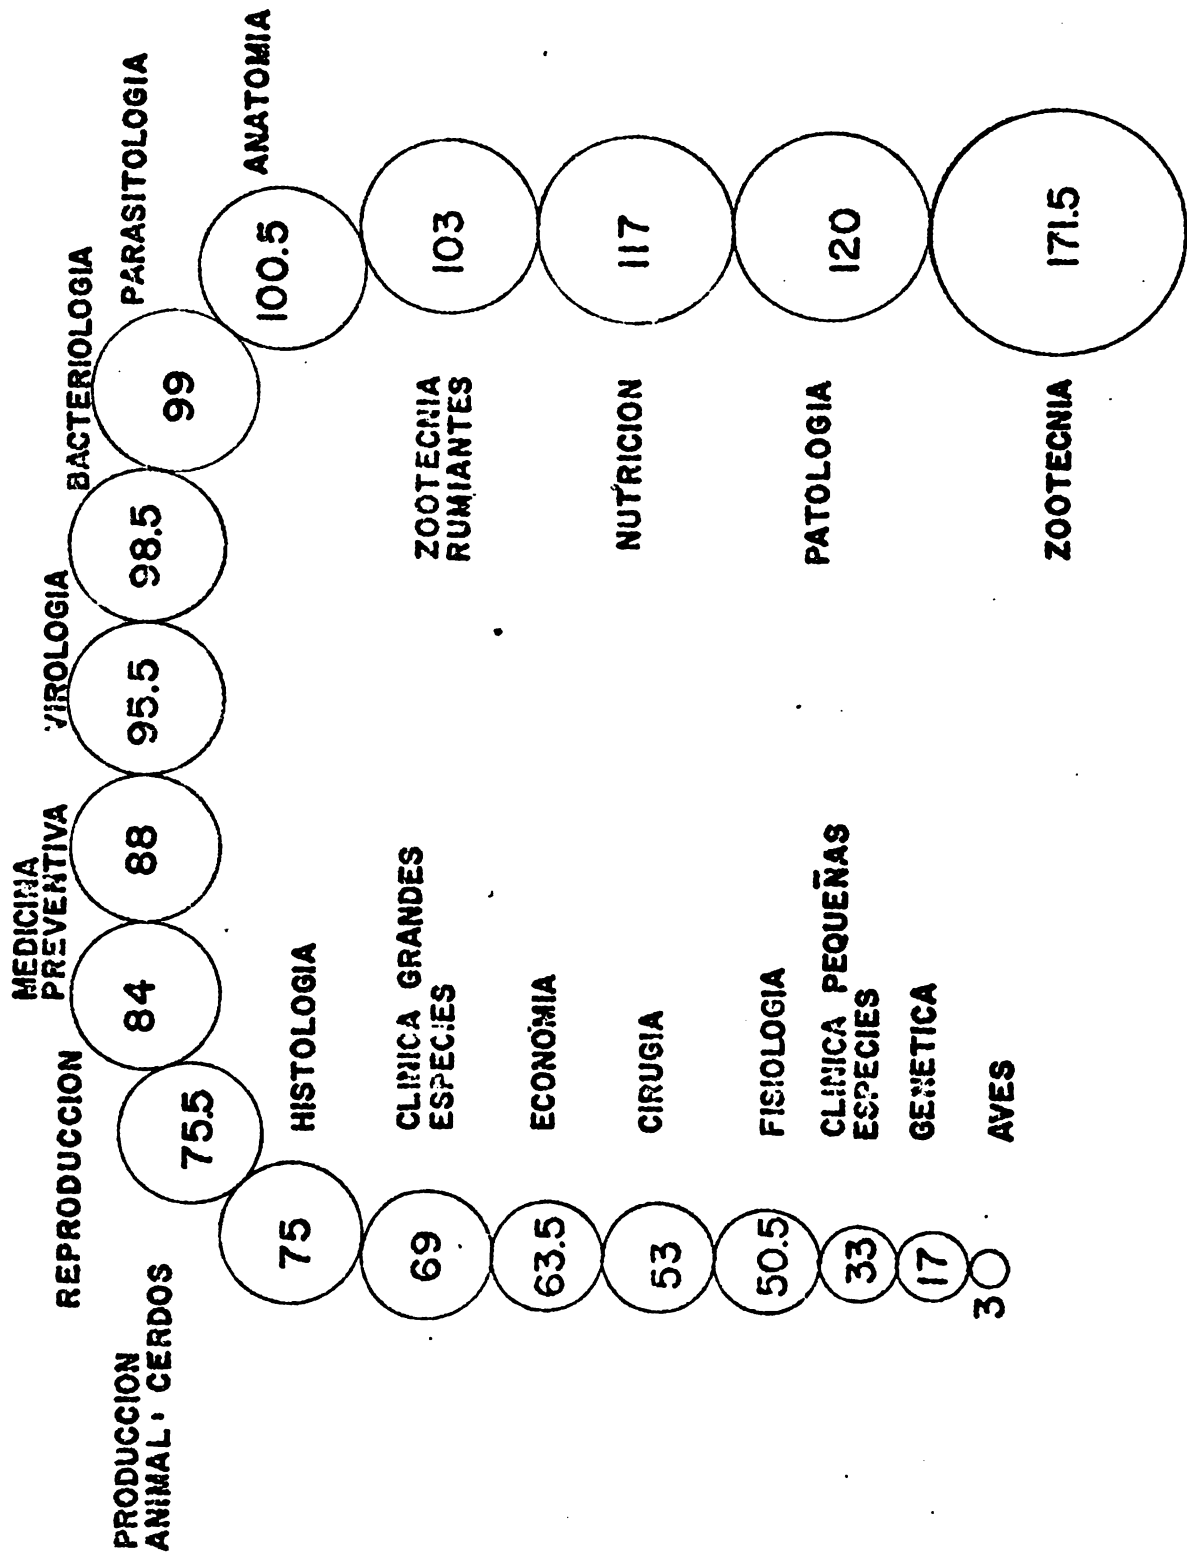 PRODUCCION
ANIMAL: CERDOS
75.5
REPRODUCCION
84
MEDICINA
PREVENTIVA
88
VIROLOGIA
95.5
BACTERIOLOGIA
98.5
PARASITOLOGIA
99
ANATOMIA
100.5
HISTOLOGIA
75
CLINICA GRANDES
ESPECIES
69
ECONOMIA
63.5
CIRUGIA
53
FISIOLOGIA
50.5
CLINICA PEQUEÑAS
ESPECIES
33
GENETICA
17
AVES
3
ZOOTECNIA
RUMIANTES
103
NUTRICION
117
PATOLOGIA
120
ZOOTECNIA
171.5